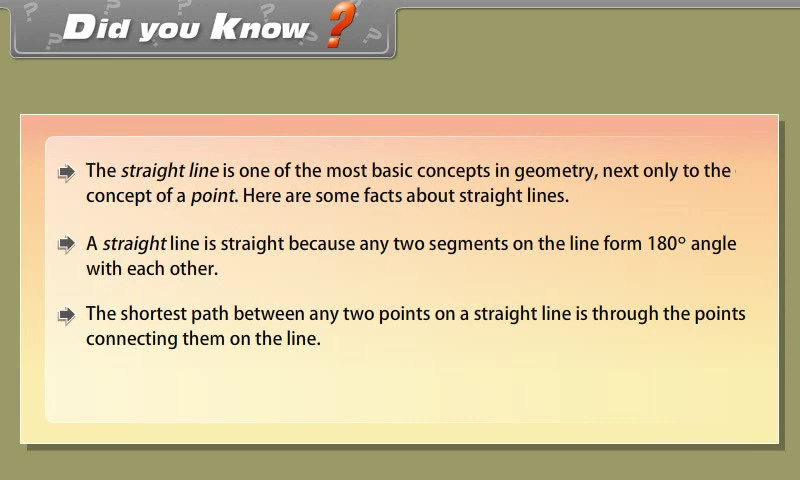 Did you Know ?
The straight line is one of the most basic concepts in geometry, next only to the
concept of a point. Here are some facts about straight lines.
A straight line is straight because any two segments on the line form 180º angle
with each other.
The shortest path between any two points on a straight line is through the points
connecting them on the line.